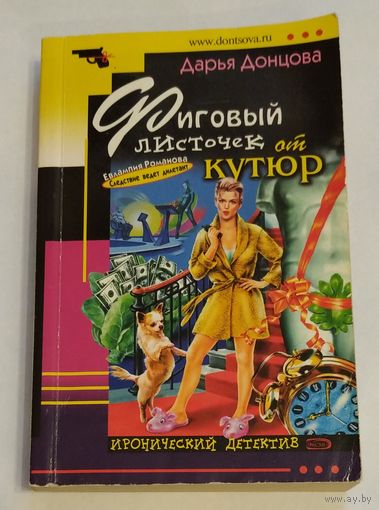 www.dontsova.ru
Дарья Донцова
Фиговый
листочек от
кутюр
Евлампия Романова
Следствие ведет дилетант
ИРОНИЧЕСКИЙ ДЕТЕКТИВ
ЭКСМО
www.ay.by